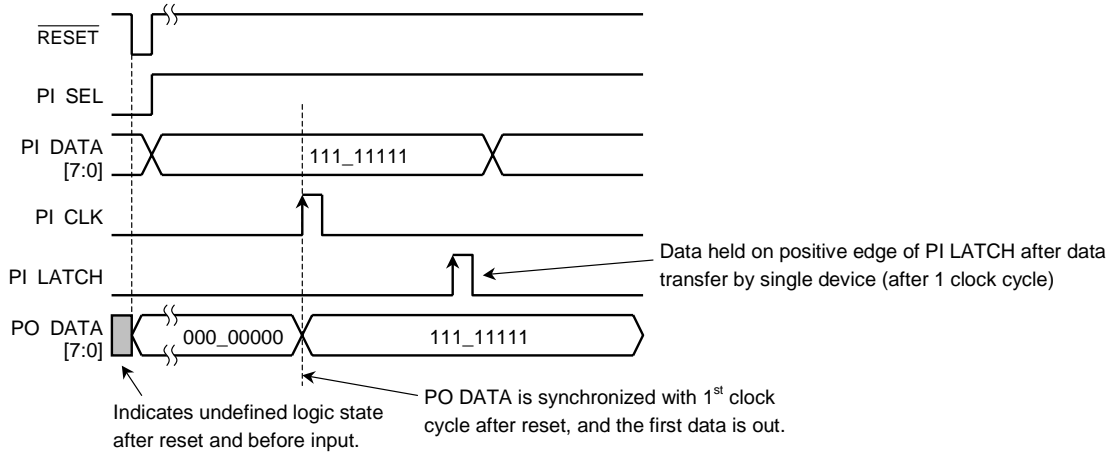 RESET
PI SEL
PI DATA
[7:0]
111_11111
PI CLK
PI LATCH
Data held on positive edge of PI LATCH after data
transfer by single device (after 1 clock cycle)
PO DATA
[7:0]
000_00000
111_11111
Indicates undefined logic state
after reset and before input.
PO DATA is synchronized with 1st clock
cycle after reset, and the first data is out.